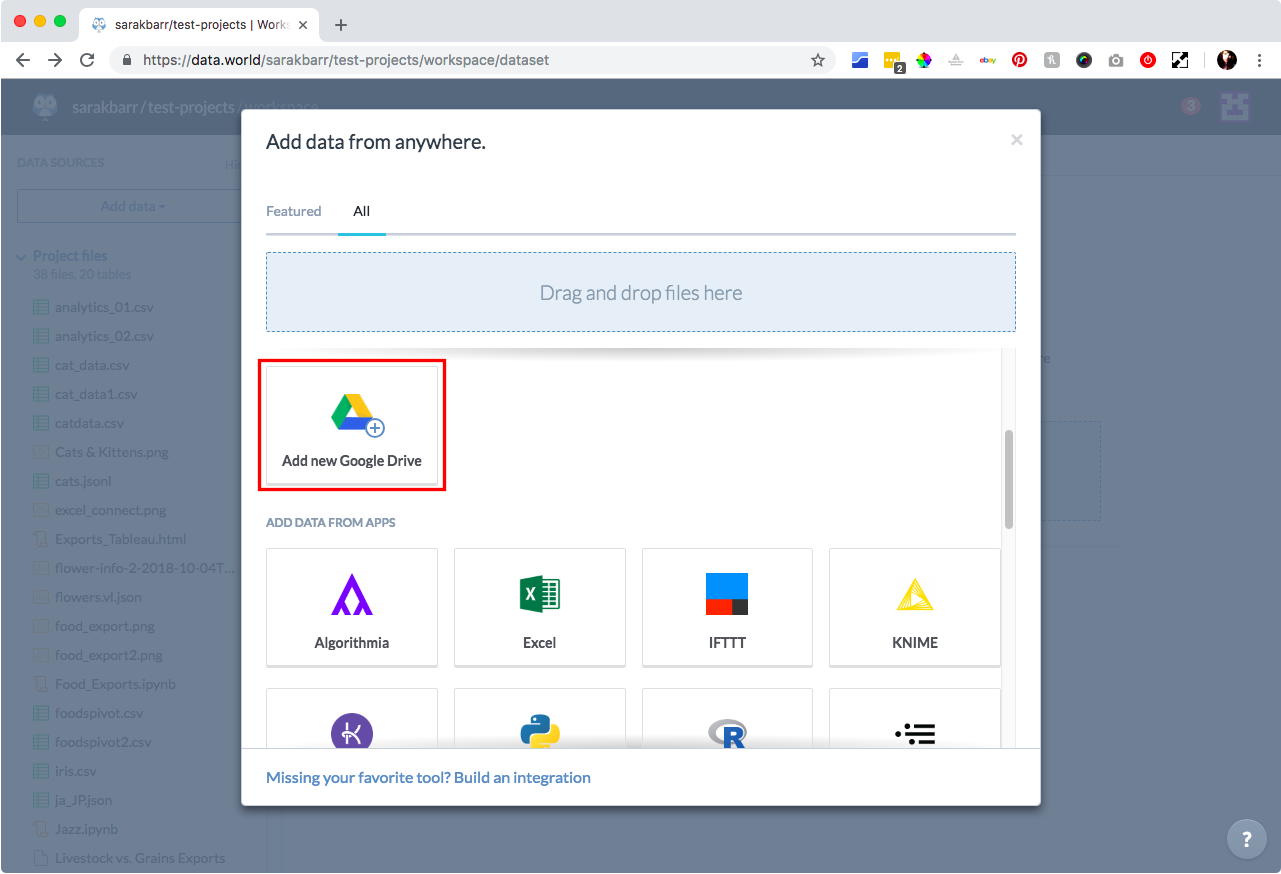 sarakbarr/test-projects | Works
https://data.world/sarakbarr/test-projects/workspace/dataset
2
sarakbarr/test-projects/workspace
3
DATA SOURCES
Add data
Project files
38 files, 20 tables
analytics_01.csv
analytics_02.csv
cat_data.csv
cat_data1.csv
catdata.csv
Cats & Kittens.png
cats.jsonl
excel_connect.png
Exports_Tableau.html
flower-info-2-2018-10-04T...
flowers.vl.json
food_export.png
food_export2.png
Food_Exports.ipynb
foodspivot.csv
foodspivot2.csv
iris.csv
ja_JP.json
Jazz.ipynb
Livestock vs. Grains Exports
Add data from anywhere.
×
Featured
All
Drag and drop files here
Add new Google Drive
ADD DATA FROM APPS
Algorithmia
Excel
IFTTT
KNIME
Missing your favorite tool? Build an integration
?